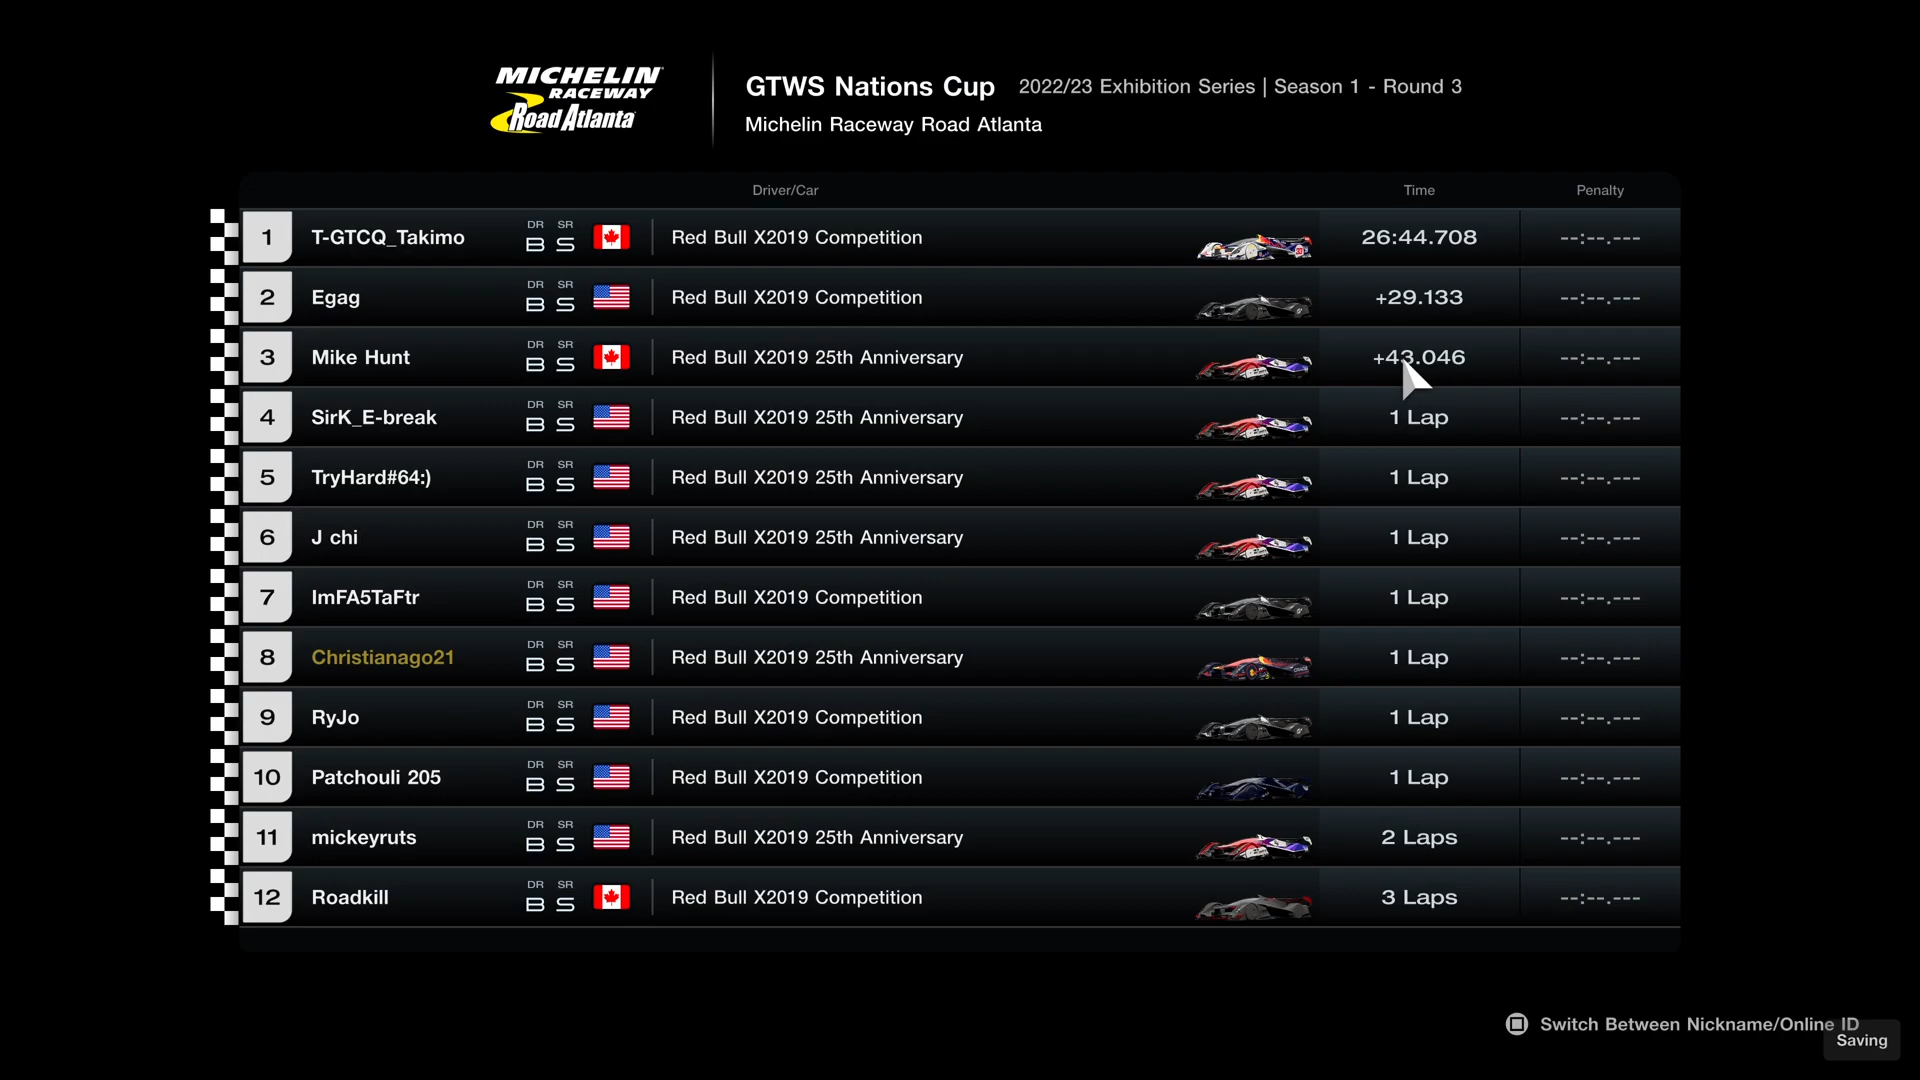 MICHELIN
RACEWAY
Road Atlanta
GTWS Nations Cup 2022/23 Exhibition Series | Season 1 - Round 3
Michelin Raceway Road Atlanta
Driver/Car Time Penalty
1 T-GTCQ_Takimo DR B SR S Red Bull X2019 Competition 26:44.708 --:--.---
2 Egag DR B SR S Red Bull X2019 Competition +29.133 --:--.---
3 Mike Hunt DR B SR S Red Bull X2019 25th Anniversary +43.046 --:--.---
4 SirK_E-break DR B SR S Red Bull X2019 25th Anniversary 1 Lap --:--.---
5 TryHard#64:) DR B SR S Red Bull X2019 25th Anniversary 1 Lap --:--.---
6 J chi DR B SR S Red Bull X2019 25th Anniversary 1 Lap --:--.---
7 ImFA5TaFtr DR B SR S Red Bull X2019 Competition 1 Lap --:--.---
8 Christianago21 DR B SR S Red Bull X2019 25th Anniversary 1 Lap --:--.---
9 RyJo DR B SR S Red Bull X2019 Competition 1 Lap --:--.---
10 Patchouli 205 DR B SR S Red Bull X2019 Competition 1 Lap --:--.---
11 mickeyruts DR B SR S Red Bull X2019 25th Anniversary 2 Laps --:--.---
12 Roadkill DR B SR S Red Bull X2019 Competition 3 Laps --:--.---
Switch Between Nickname/Online ID
Saving